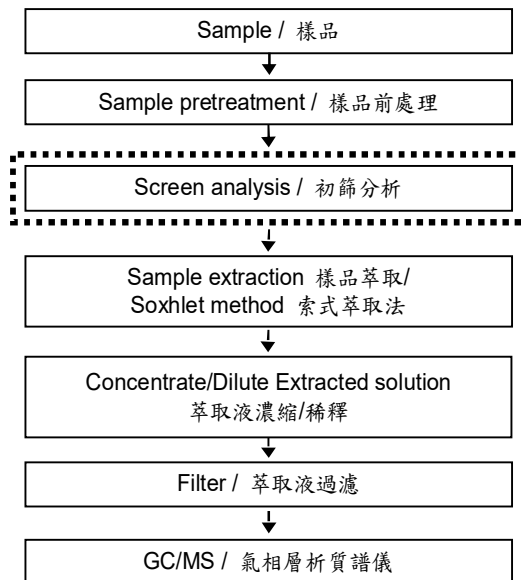 Sample / 樣品
Sample pretreatment / 樣品前處理
Screen analysis / 初篩分析
Sample extraction 樣品萃取/
Soxhlet method 索式萃取法
Concentrate/Dilute Extracted solution
萃取液濃縮/稀釋
Filter / 萃取液過濾
GC/MS / 氣相層析質譜儀